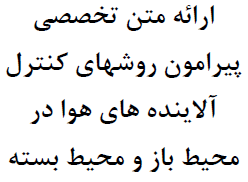 ارائه متن تخصصی
پیرامون روشهای کنترل
آلاینده های هوا در
محیط باز و محیط بسته